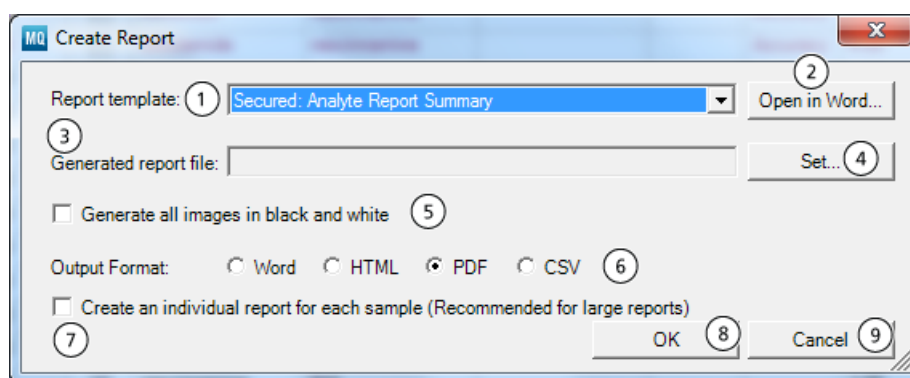 MQ Create Report
2
Report template: 1 Secured: Analyte Report Summary Open in Word...
3
Generated report file: Set... 4
Generate all images in black and white 5
Output Format: Word HTML PDF CSV 6
Create an individual report for each sample (Recommended for large reports)
7 OK 8 Cancel 9